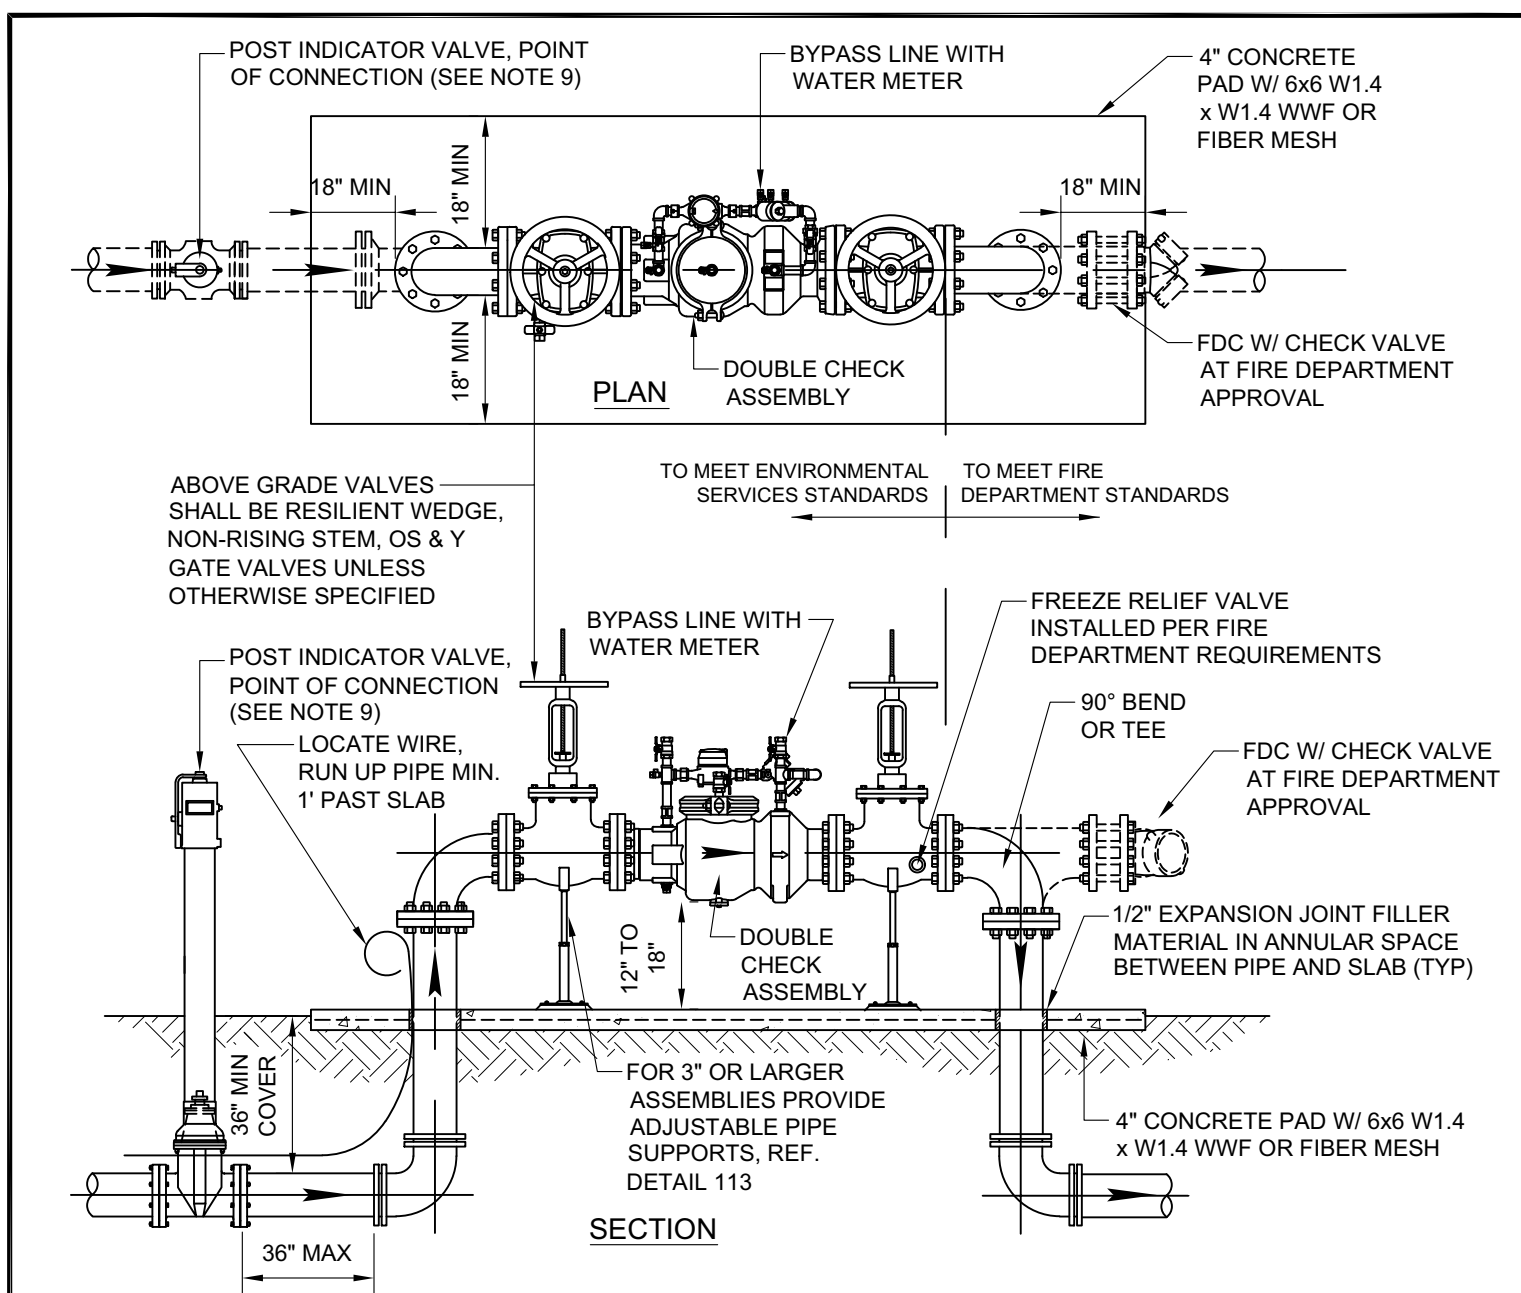 POST INDICATOR VALVE, POINT
OF CONNECTION (SEE NOTE 9)
BYPASS LINE WITH
WATER METER
4" CONCRETE
PAD W/ 6x6 W1.4
x W1.4 WWF OR
FIBER MESH
18" MIN
18" MIN
18" MIN
18" MIN
DOUBLE CHECK
ASSEMBLY
PLAN
FDC W/ CHECK VALVE
AT FIRE DEPARTMENT
APPROVAL
TO MEET ENVIRONMENTAL
SERVICES STANDARDS
TO MEET FIRE
DEPARTMENT STANDARDS
ABOVE GRADE VALVES
SHALL BE RESILIENT WEDGE,
NON-RISING STEM, OS & Y
GATE VALVES UNLESS
OTHERWISE SPECIFIED
BYPASS LINE WITH
WATER METER
FREEZE RELIEF VALVE
INSTALLED PER FIRE
DEPARTMENT REQUIREMENTS
POST INDICATOR VALVE,
POINT OF CONNECTION
(SEE NOTE 9)
90° BEND
OR TEE
LOCATE WIRE,
RUN UP PIPE MIN.
1' PAST SLAB
FDC W/ CHECK VALVE
AT FIRE DEPARTMENT
APPROVAL
12" TO
18"
DOUBLE
CHECK
ASSEMBLY
1/2" EXPANSION JOINT FILLER
MATERIAL IN ANNULAR SPACE
BETWEEN PIPE AND SLAB (TYP)
36" MIN
COVER
FOR 3" OR LARGER
ASSEMBLIES PROVIDE
ADJUSTABLE PIPE
SUPPORTS, REF.
DETAIL 113
4" CONCRETE PAD W/ 6x6 W1.4
x W1.4 WWF OR FIBER MESH
SECTION
36" MAX